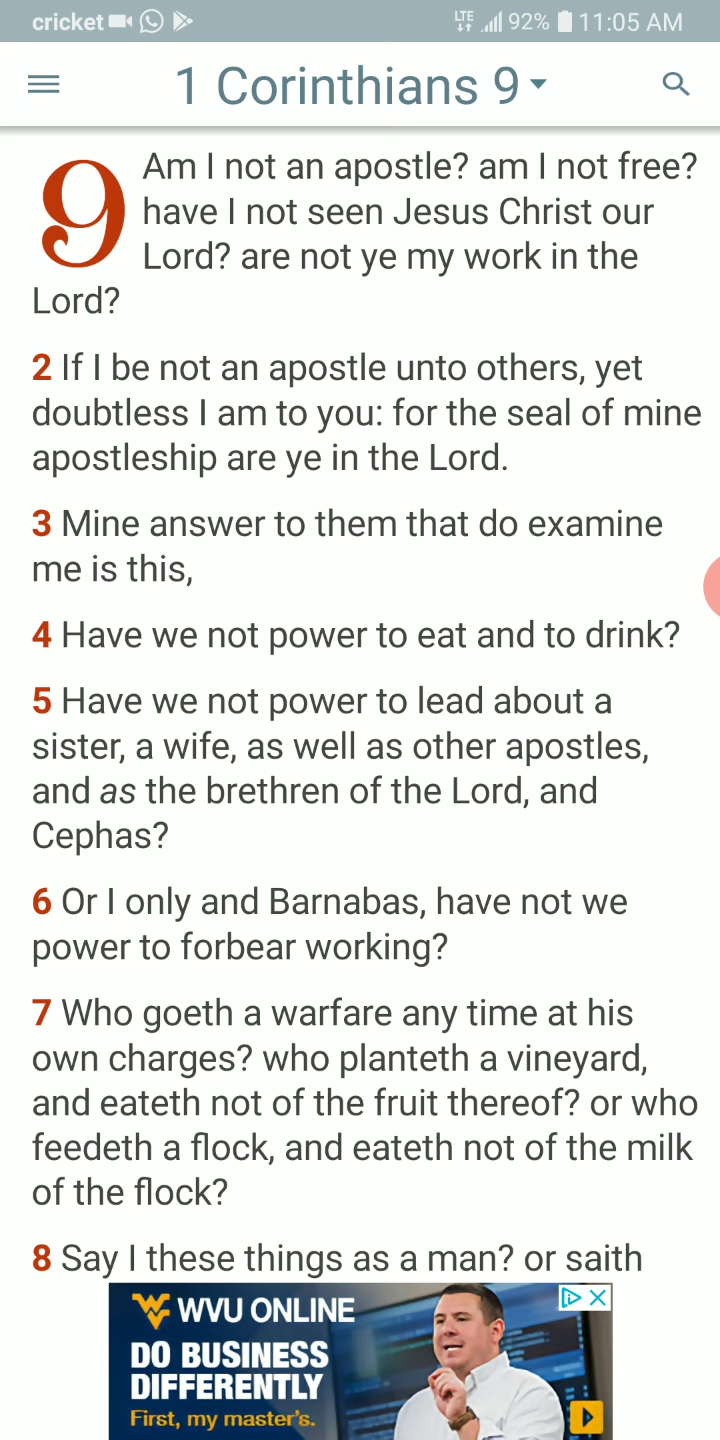 cricket
LTE 92% 11:05 AM
1 Corinthians 9
9 Am I not an apostle? am I not free?
have I not seen Jesus Christ our
Lord? are not ye my work in the
Lord?
2 If I be not an apostle unto others, yet
doubtless I am to you: for the seal of mine
apostleship are ye in the Lord.
3 Mine answer to them that do examine
me is this,
4 Have we not power to eat and to drink?
5 Have we not power to lead about a
sister, a wife, as well as other apostles,
and as the brethren of the Lord, and
Cephas?
6 Or I only and Barnabas, have not we
power to forbear working?
7 Who goeth a warfare any time at his
own charges? who planteth a vineyard,
and eateth not of the fruit thereof? or who
feedeth a flock, and eateth not of the milk
of the flock?
8 Say I these things as a man? or saith
WV WVU ONLINE
DO BUSINESS
DIFFERENTLY
First, my master's.